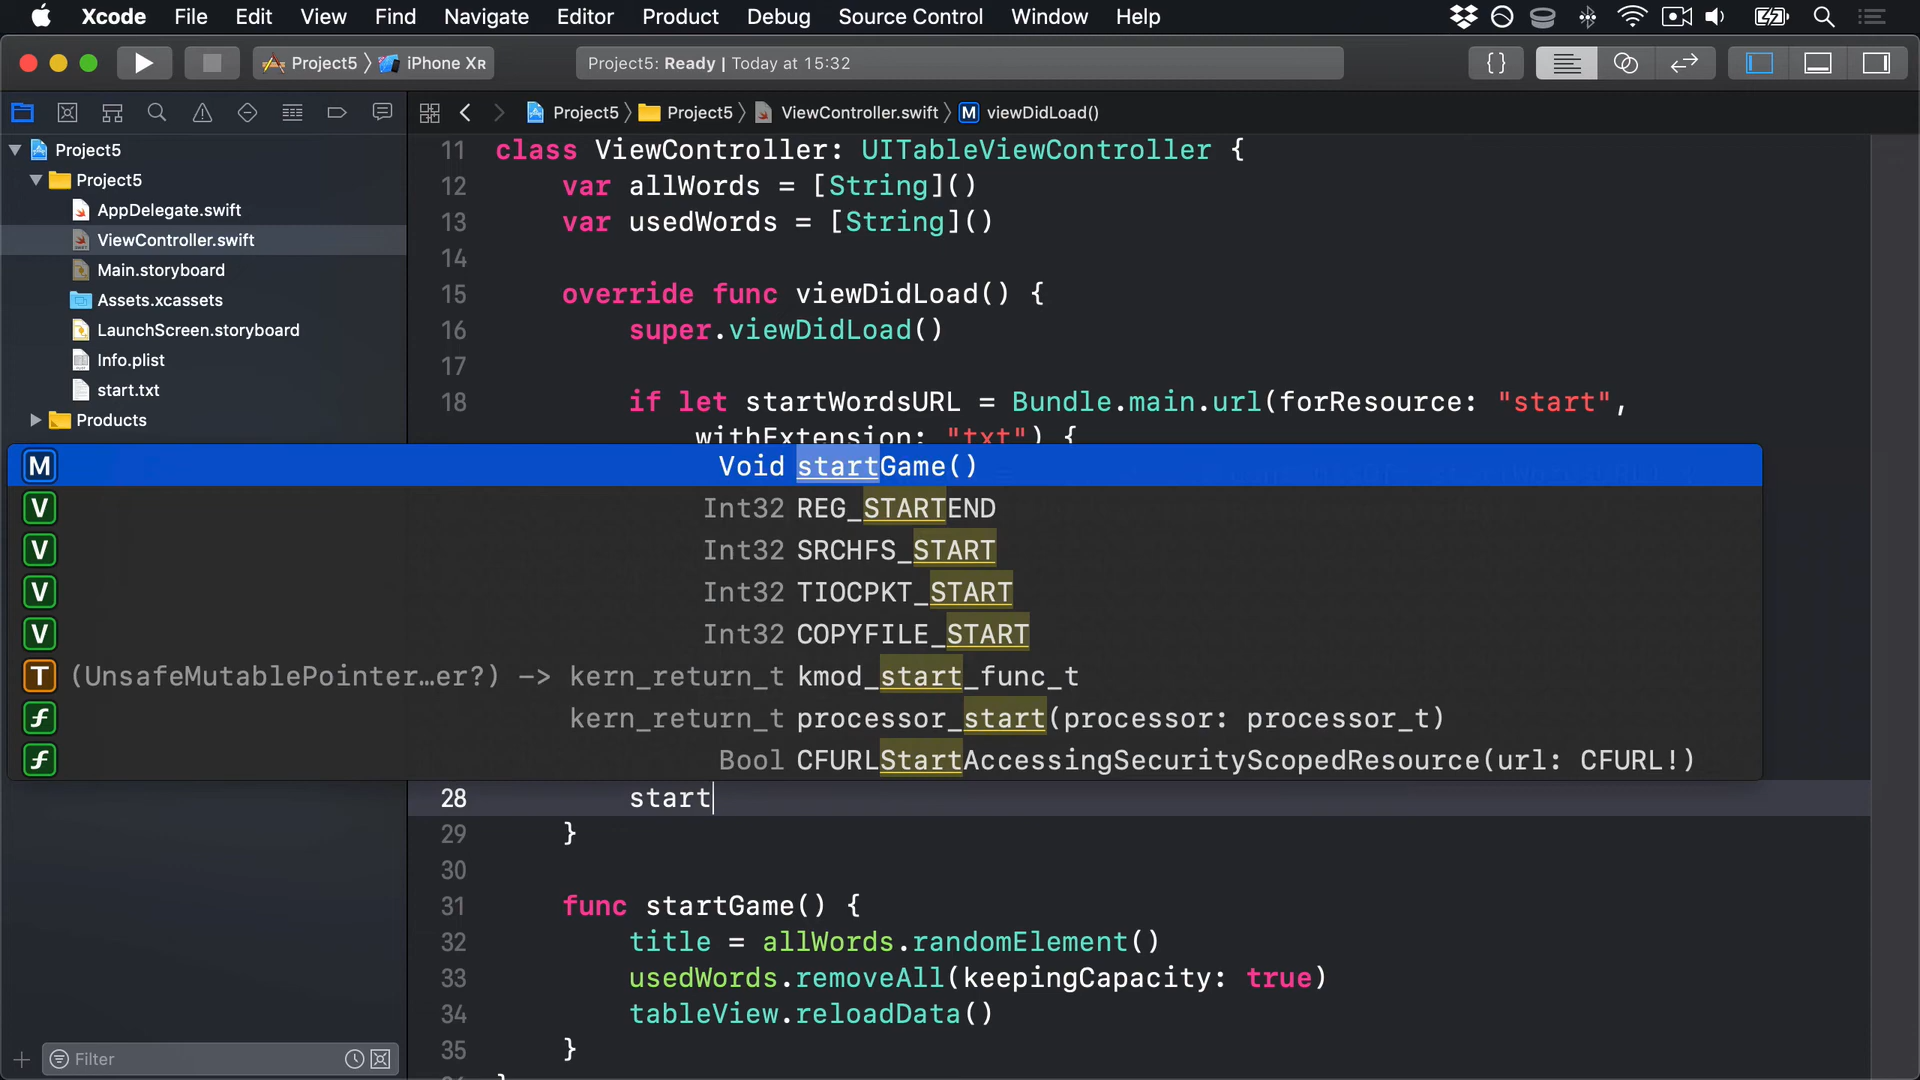 Xcode File Edit View Find Navigate Editor Product Debug Source Control Window Help
Project5 〉 iPhone XR
Project5: Ready | Today at 15:32
{}
Project5 〉 Project5 〉 ViewController.swift 〉 M viewDidLoad()
Project5
Project5
AppDelegate.swift
ViewController.swift
Main.storyboard
Assets.xcassets
LaunchScreen.storyboard
Info.plist
start.txt
Products
11 class ViewController: UITableViewController {
12 var allWords = [String]()
13 var usedWords = [String]()
14
15 override func viewDidLoad() {
16 super.viewDidLoad()
17
18 if let startWordsURL = Bundle.main.url(forResource: "start",
withExtension: "txt") {
M Void startGame()
V Int32 REG_STARTEND
V Int32 SRCHFS_START
V Int32 TIOCPKT_START
V Int32 COPYFILE_START
T (UnsafeMutablePointer…er?) -> kern_return_t kmod_start_func_t
f kern_return_t processor_start(processor: processor_t)
f Bool CFURLStartAccessingSecurityScopedResource(url: CFURL!)
28 start
29 }
30
31 func startGame() {
32 title = allWords.randomElement()
33 usedWords.removeAll(keepingCapacity: true)
34 tableView.reloadData()
35 }
Filter